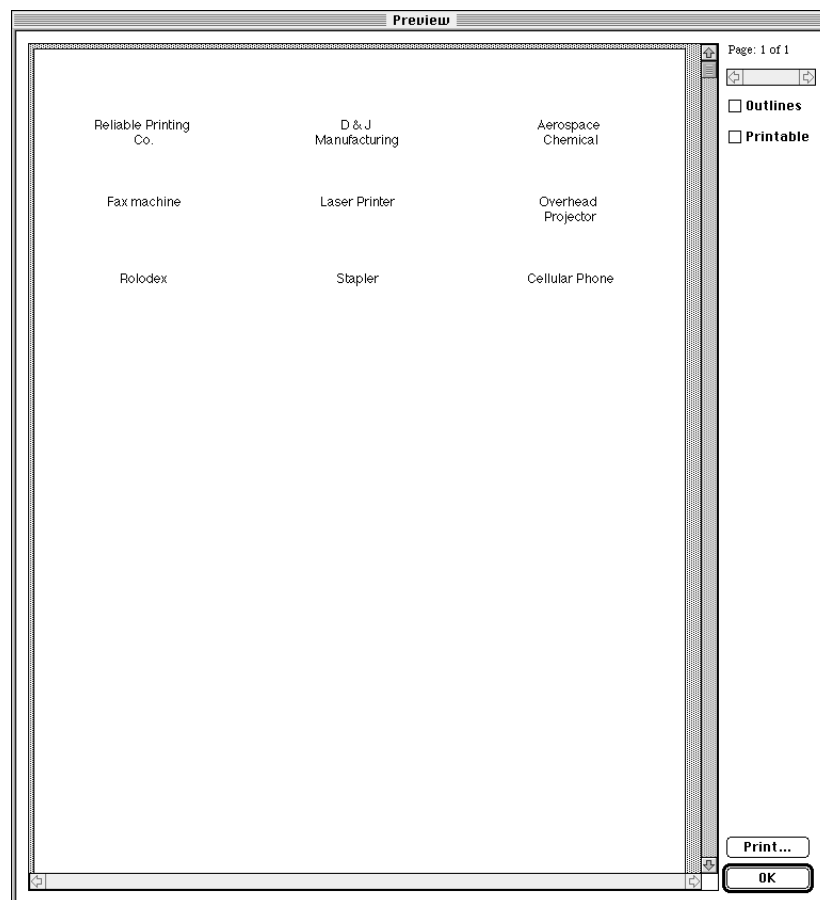 Preview
Page: 1 of 1
Outlines
Printable
Reliable Printing
Co.
D & J
Manufacturing
Aerospace
Chemical
Fax machine
Laser Printer
Overhead
Projector
Rolodex
Stapler
Cellular Phone
Print...
OK